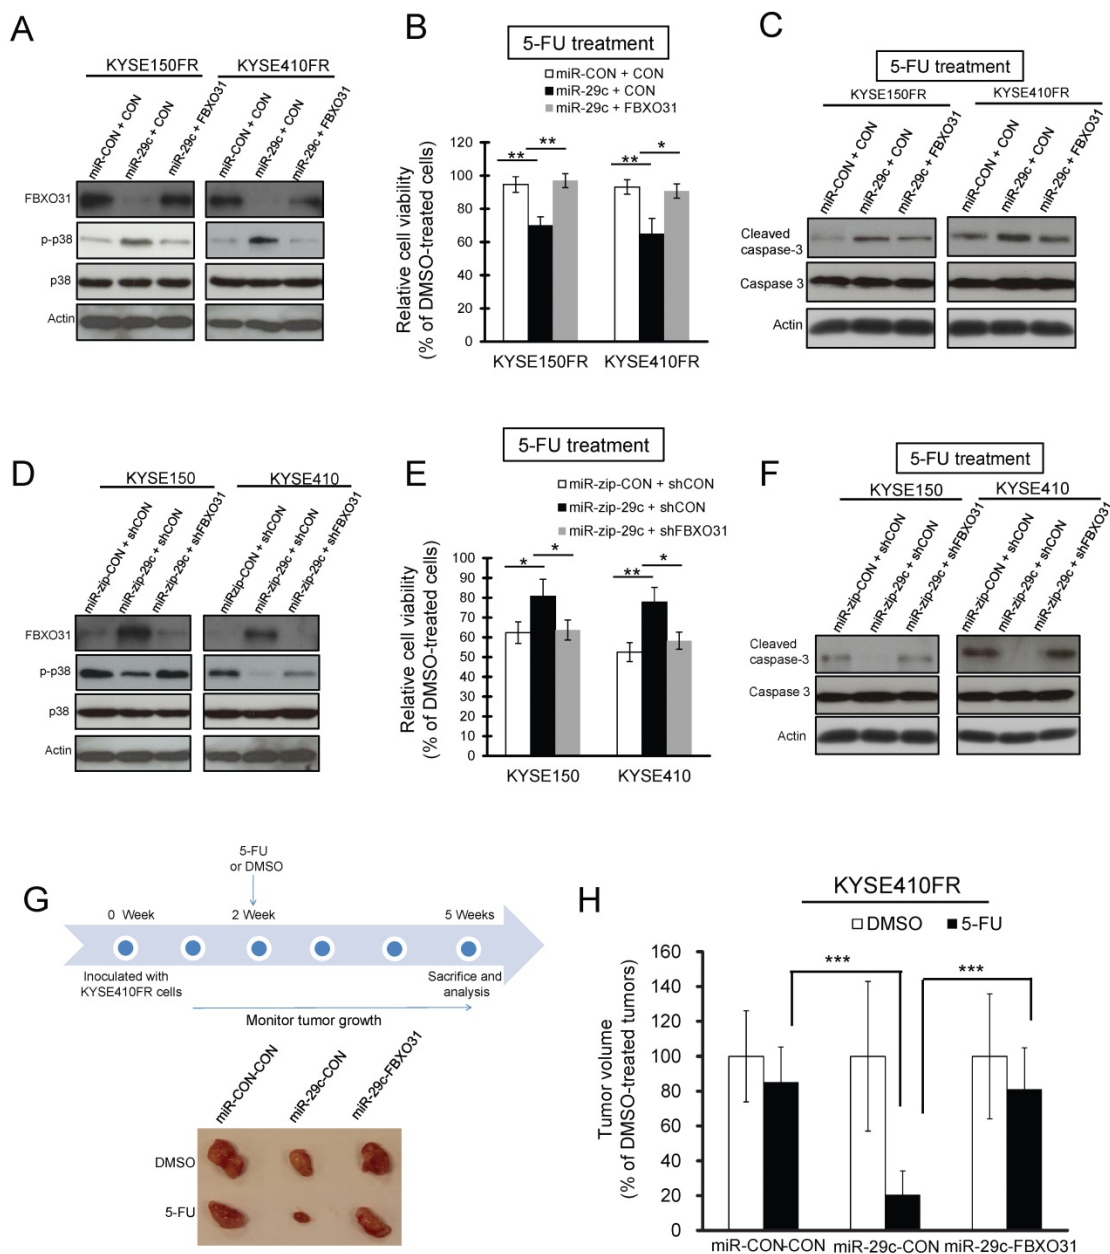 A
KYSE150FR
KYSE410FR
miR-CON + CON
miR-29c + CON
miR-29c + FBXO31
miR-CON + CON
miR-29c + CON
miR-29c + FBXO31
FBXO31
p-p38
p38
Actin
B
5-FU treatment
miR-CON + CON
miR-29c + CON
miR-29c + FBXO31
Relative cell viability
(% of DMSO-treated cells)
120
100
80
60
40
20
0
**
**
**
*
KYSE150FR
KYSE410FR
C
5-FU treatment
KYSE150FR
KYSE410FR
miR-CON + CON
miR-29c + CON
miR-29c + FBXO31
miR-CON + CON
miR-29c + CON
miR-29c + FBXO31
Cleaved
caspase-3
Caspase 3
Actin
D
KYSE150
KYSE410
miR-zip-CON + shCON
miR-zip-29c + shCON
miR-zip-29c + shFBXO31
miRzip-CON + shCON
miR-zip-29c + shCON
miR-zip-29c + shFBXO31
FBXO31
p-p38
p38
Actin
E
5-FU treatment
miR-zip-CON + shCON
miR-zip-29c + shCON
miR-zip-29c + shFBXO31
Relative cell viability
(% of DMSO-treated cells)
100
90
80
70
60
50
40
30
20
10
0
*
*
**
*
KYSE150
KYSE410
F
5-FU treatment
KYSE150
KYSE410
miR-zip-CON + shCON
miR-zip-29c + shCON
miR-zip-29c + shFBXO31
miR-zip-CON + shCON
miR-zip-29c + shCON
miR-zip-29c + shFBXO31
Cleaved
caspase-3
Caspase 3
Actin
G
5-FU
or DMSO
0 Week
2 Week
5 Weeks
Inoculated with
KYSE410FR cells
Sacrifice and
analysis
Monitor tumor growth
miR-CON-CON
miR-29c-CON
miR-29c-FBXO31
DMSO
5-FU
H
KYSE410FR
DMSO
5-FU
Tumor volume
(% of DMSO-treated tumors)
160
140
120
100
80
60
40
20
0
***
***
miR-CON-CON
miR-29c-CON
miR-29c-FBXO31